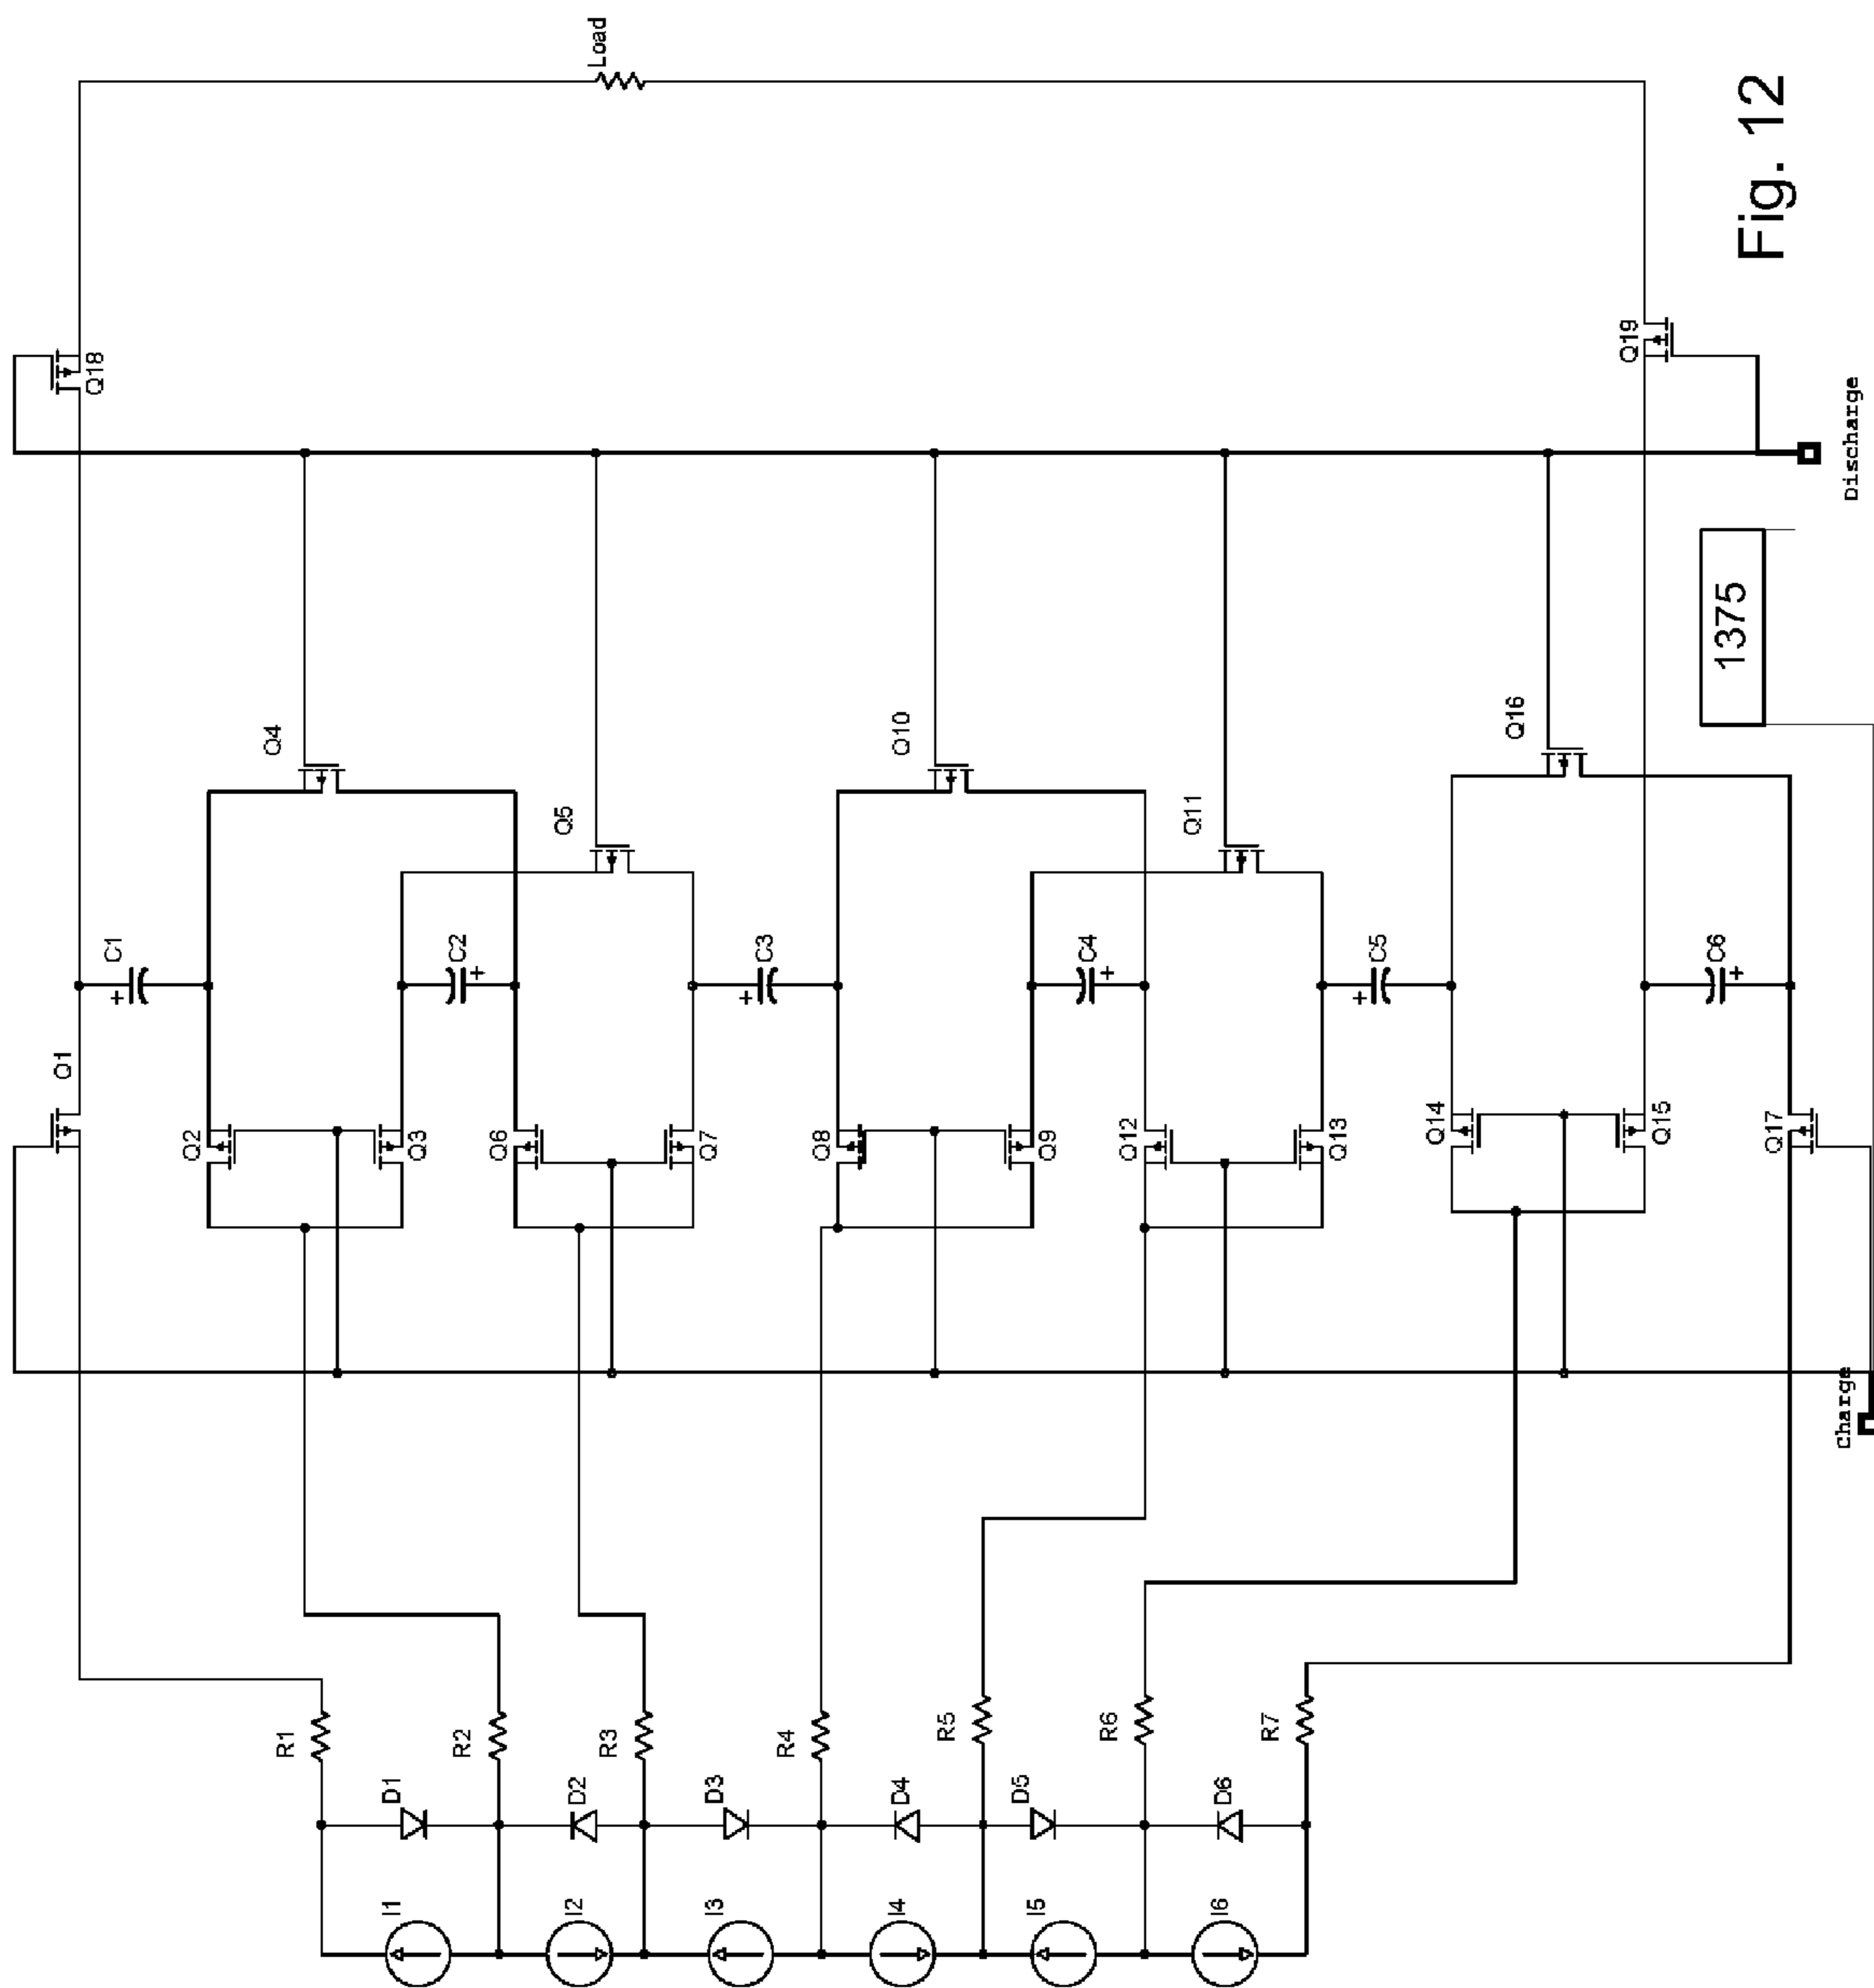 Load
Q18
Q19
Fig. 12
Discharge
1375
Q4
Q5
Q10
Q11
Q16
C1
+
C2
+
C3
+
C4
+
C5
+
C6
+
Q1
Q2
Q3
Q6
Q7
Q8
Q9
Q12
Q13
Q14
Q15
Q17
Charge
R1
R2
R3
R4
R5
R6
R7
D1
D2
D3
D4
D5
D6
I1
I2
I3
I4
I5
I6